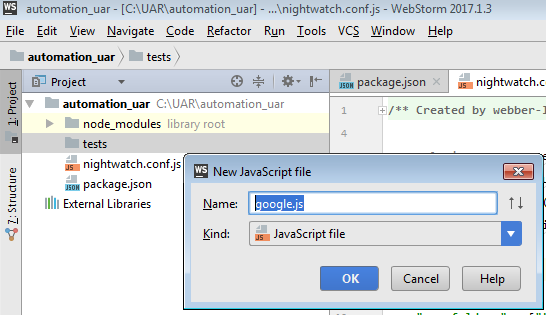 WS automation_uar - [C:\UAR\automation_uar] - ...\nightwatch.conf.js - WebStorm 2017.1.3
File Edit View Navigate Code Refactor Run Tools VCS Window Help
automation_uar tests
1: Project
7: Structure
Project
package.json
nightwatch.conf.js
automation_uar C:\UAR\automation_uar
node_modules library root
tests
nightwatch.conf.js
package.json
External Libraries
1 /** Created by webber-
4
WS New JavaScript file
Name: google.js
Kind: JS JavaScript file
OK Cancel Help